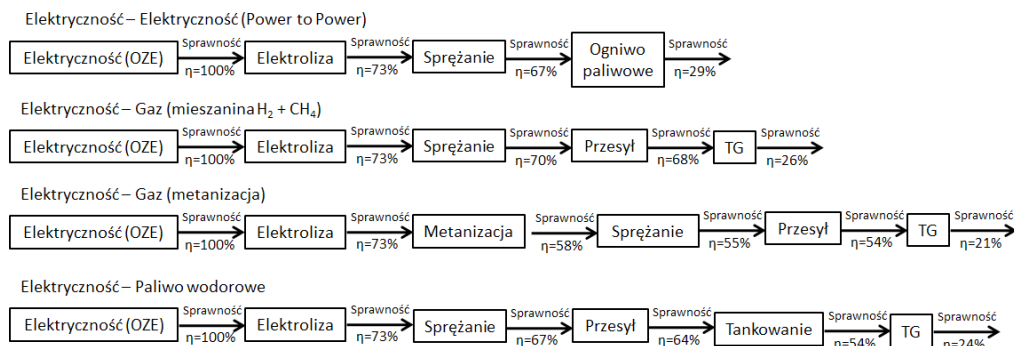 Elektryczność – Elektryczność (Power to Power)
Elektryczność (OZE) Sprawność η=100% Elektroliza Sprawność η=73% Sprężanie Sprawność η=67% Ogniwo paliwowe Sprawność η=29%
Elektryczność – Gaz (mieszanina H₂ + CH₄)
Elektryczność (OZE) Sprawność η=100% Elektroliza Sprawność η=73% Sprężanie Sprawność η=70% Przesył Sprawność η=68% TG Sprawność η=26%
Elektryczność – Gaz (metanizacja)
Elektryczność (OZE) Sprawność η=100% Elektroliza Sprawność η=73% Metanizacja Sprawność η=58% Sprężanie Sprawność η=55% Przesył Sprawność η=54% TG Sprawność η=21%
Elektryczność – Paliwo wodorowe
Elektryczność (OZE) Sprawność η=100% Elektroliza Sprawność η=73% Sprężanie Sprawność η=67% Przesył Sprawność η=64% Tankowanie Sprawność η=54% TG Sprawność η=24%